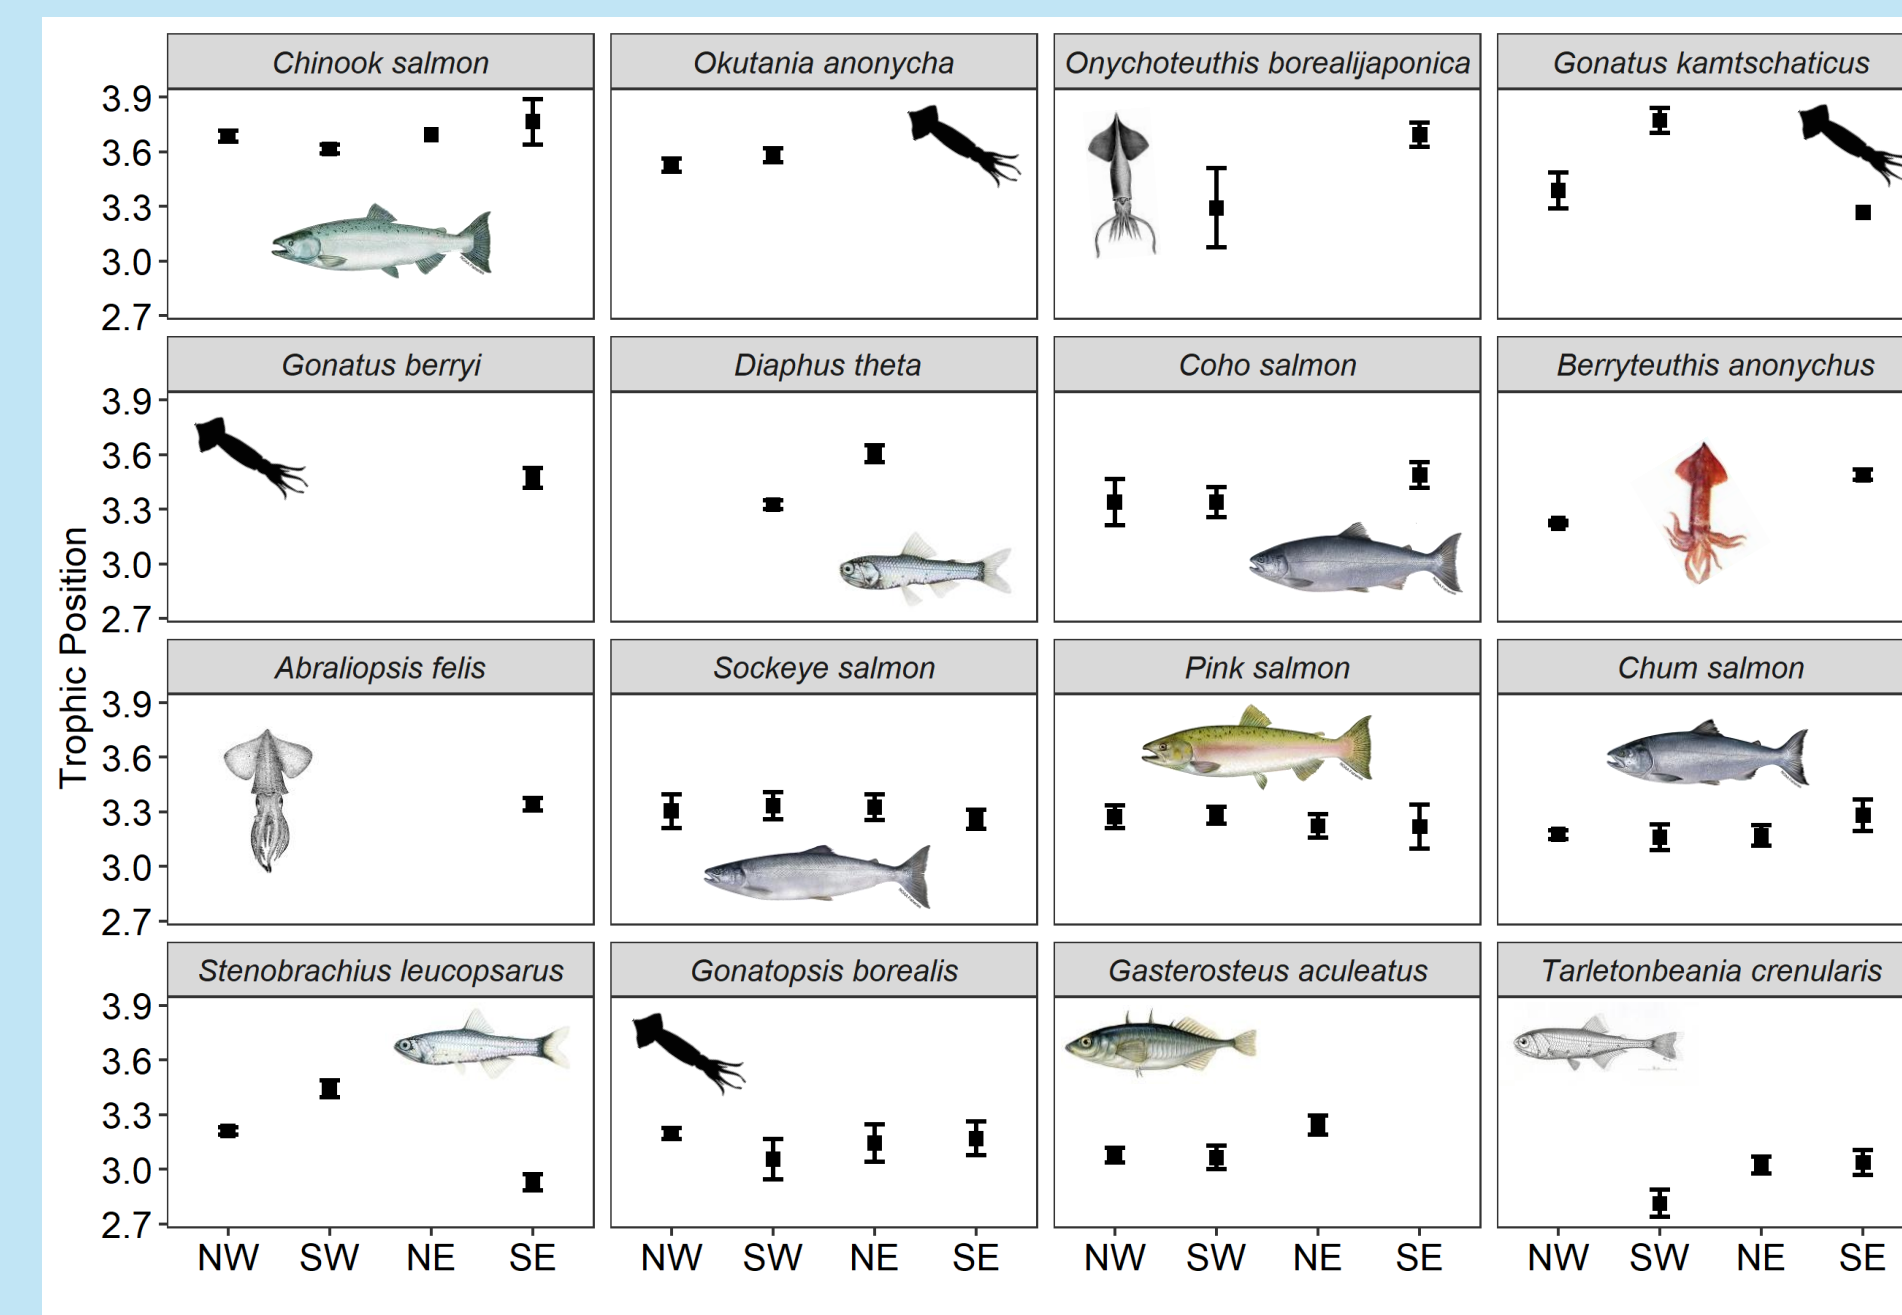 Chinook salmon
Okutania anonycha
Onychoteuthis borealijaponica
Gonatus kamtschaticus
3.9
3.6
3.3
3.0
2.7
Gonatus berryi
Diaphus theta
Coho salmon
Berryteuthis anonychus
3.9
3.6
3.3
3.0
2.7
Trophic Position
Abraliopsis felis
Sockeye salmon
Pink salmon
Chum salmon
3.9
3.6
3.3
3.0
2.7
Stenobrachius leucopsarus
Gonatopsis borealis
Gasterosteus aculeatus
Tarletonbeania crenularis
3.9
3.6
3.3
3.0
2.7
NW SW NE SE NW SW NE SE NW SW NE SE NW SW NE SE